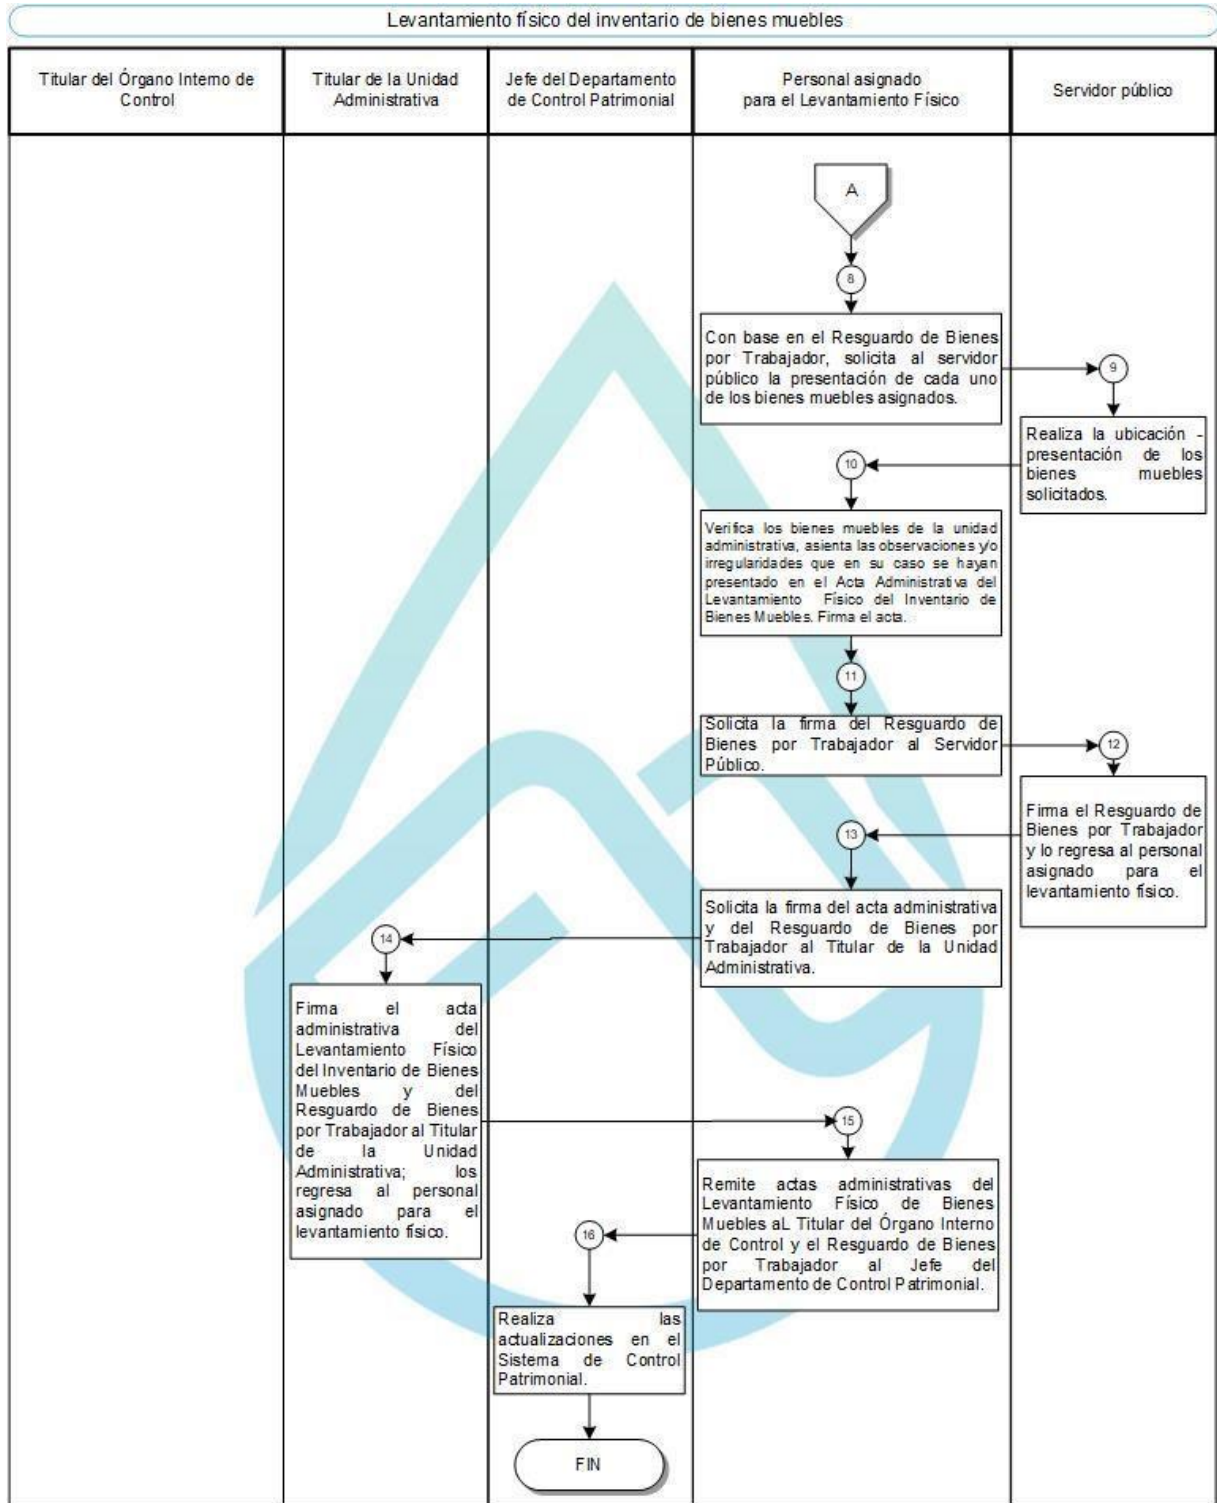 Levantamiento físico del inventario de bienes muebles
Titular del Órgano Interno de
Control
Titular de la Unidad
Administrativa
Jefe del Departamento
de Control Patrimonial
Personal asignado
para el Levantamiento Físico
Servidor público
A
8
Con base en el Resguardo de Bienes
por Trabajador, solicita al servidor
público la presentación de cada uno
de los bienes muebles asignados.
9
Realiza la ubicación -
presentación de los
bienes muebles
solicitados.
10
Verifica los bienes muebles de la unidad
administrativa, asienta las observaciones y/o
irregularidades que en su caso se hayan
presentado en el Acta Administrativa del
Levantamiento Físico del Inventario de
Bienes Muebles. Firma el acta.
11
Solicita la firma del Resguardo de
Bienes por Trabajador al Servidor
Público.
12
Firma el Resguardo de
Bienes por Trabajador
y lo regresa al personal
asignado para el
levantamiento físico.
13
Solicita la firma del acta administrativa
y del Resguardo de Bienes por
Trabajador al Titular de la Unidad
Administrativa.
14
Firma el acta
administrativa del
Levantamiento Físico
del Inventario de Bienes
Muebles y del
Resguardo de Bienes
por Trabajador al Titular
de la Unidad
Administrativa; los
regresa al personal
asignado para el
levantamiento físico.
15
Remite actas administrativas del
Levantamiento Físico de Bienes
Muebles aL Titular del Órgano Interno
de Control y el Resguardo de Bienes
por Trabajador al Jefe del
Departamento de Control Patrimonial.
16
Realiza las
actualizaciones en el
Sistema de Control
Patrimonial.
FIN